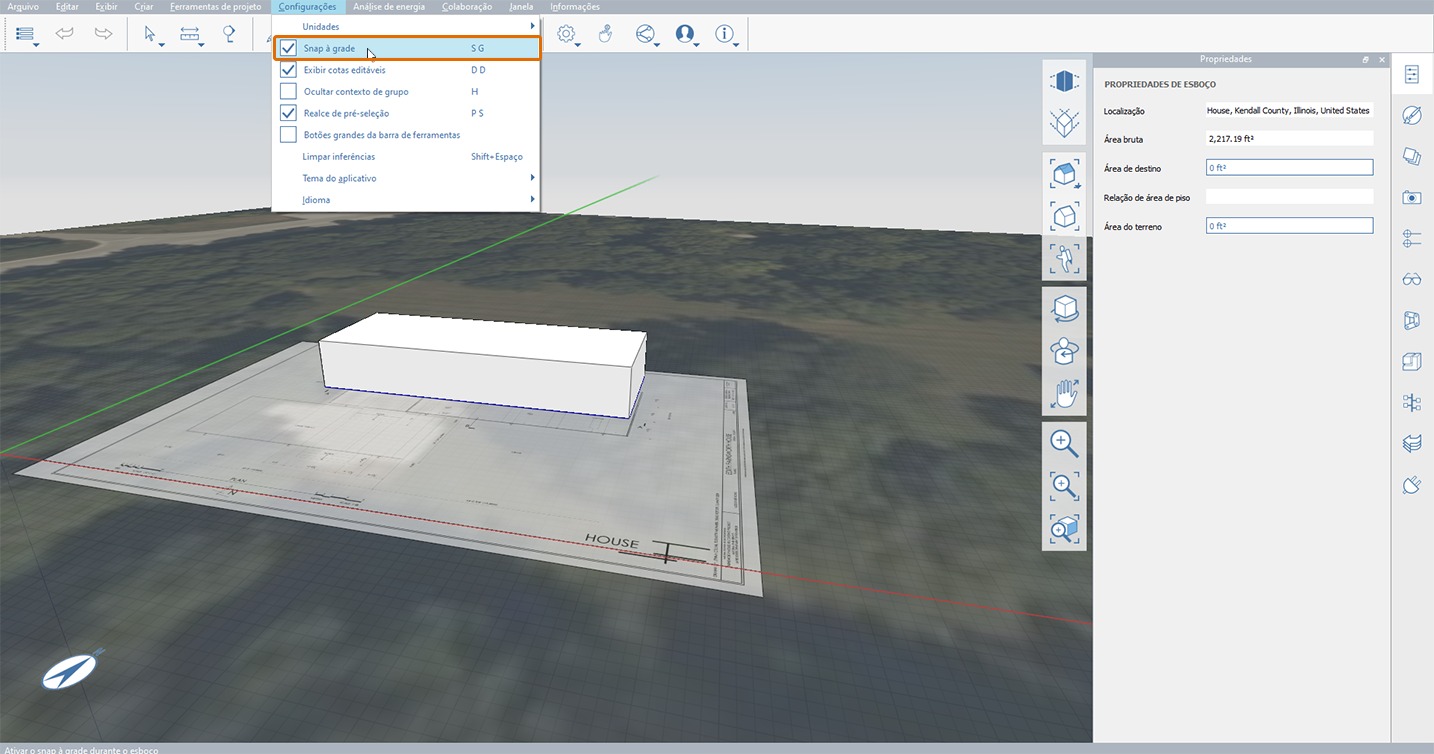 Arquivo Editar Exibir Criar Ferramentas de projeto Configurações Análise de energia Colaboração Janela Informações
Unidades
Snap à grade S G
Exibir cotas editáveis D D
Ocultar contexto de grupo H
Realce de pré-seleção P S
Botões grandes da barra de ferramentas
Limpar inferências Shift+Espaço
Tema do aplicativo
Idioma
Propriedades
PROPRIEDADES DE ESBOÇO
Localização House, Kendall County, Illinois, United States
Área bruta 2,217.19 ft²
Área de destino 0 ft²
Relação de área de piso
Área do terreno 0 ft²
PLAN
HOUSE
Ativar o snap à grade durante o esboço